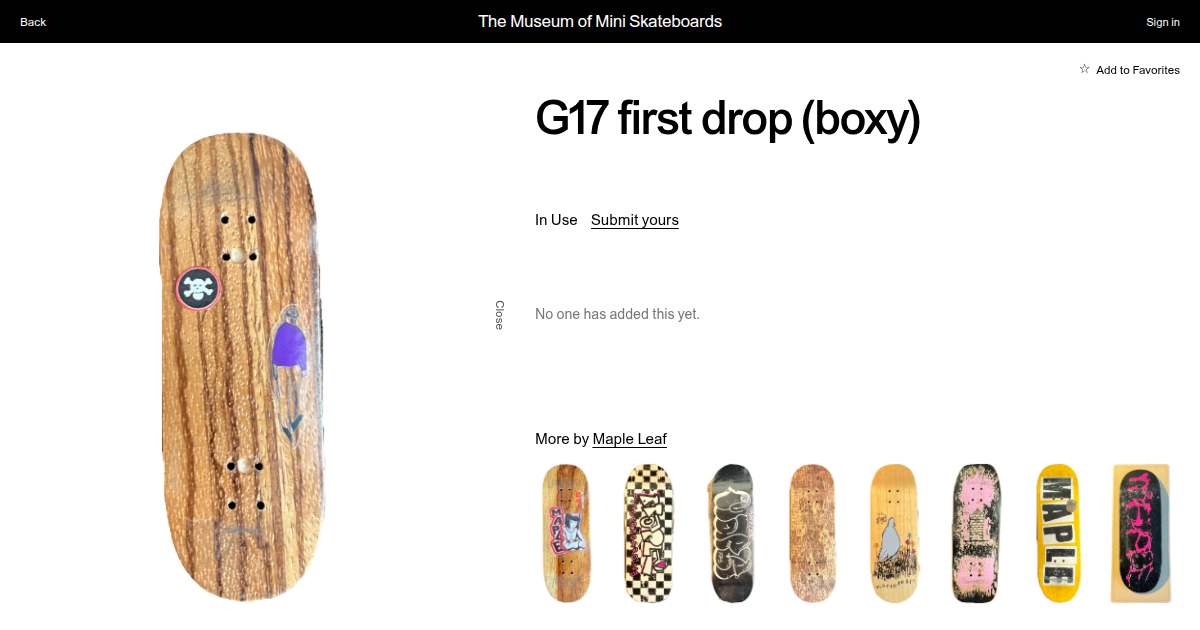 Back
The Museum of Mini Skateboards
Sign in
☆ Add to Favorites
G17 first drop (boxy)
In Use Submit yours
Close
No one has added this yet.
More by Maple Leaf
MAPLE